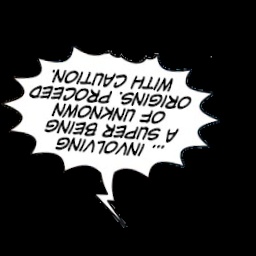 ... INVOLVING
A SUPER BEING
OF UNKNOWN
ORIGINS. PROCEED
WITH CAUTION.